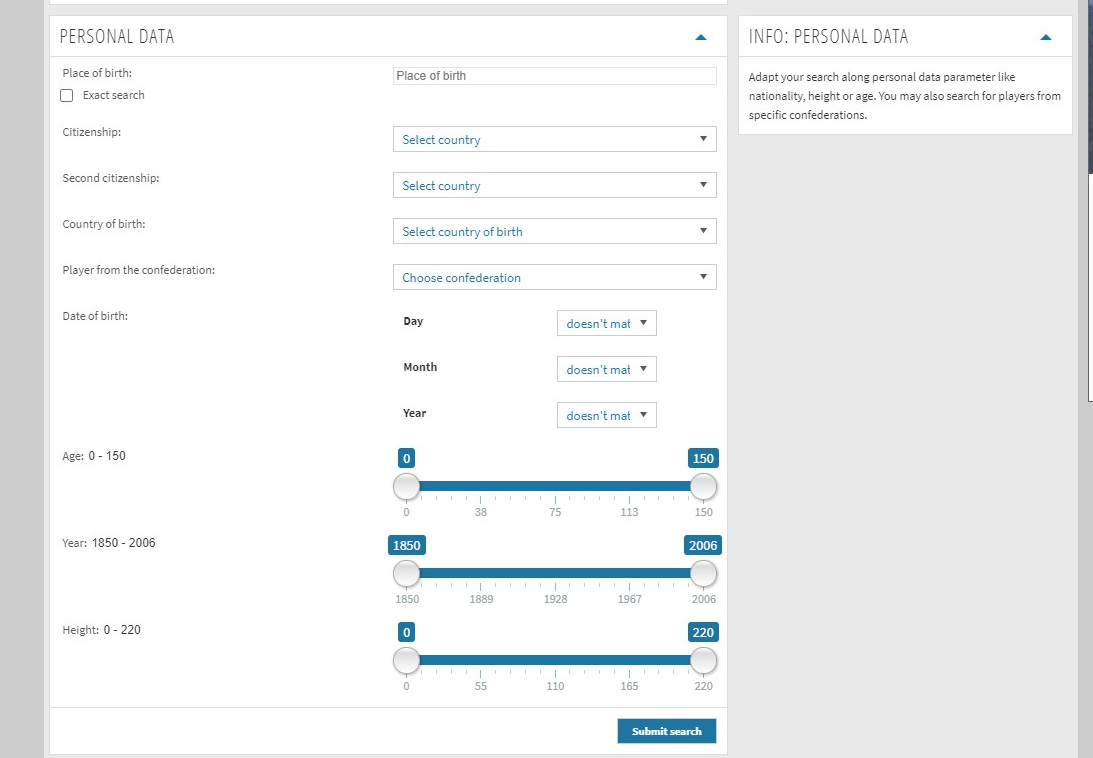 PERSONAL DATA
Place of birth:
Place of birth
Exact search
Citizenship:
Select country
Second citizenship:
Select country
Country of birth:
Select country of birth
Player from the confederation:
Choose confederation
Date of birth:
Day
doesn't mat
Month
doesn't mat
Year
doesn't mat
Age: 0 - 150
0 150
0 38 75 113 150
Year: 1850 - 2006
1850 2006
1850 1889 1928 1967 2006
Height: 0 - 220
0 220
0 55 110 165 220
Submit search
INFO: PERSONAL DATA
Adapt your search along personal data parameter like
nationality, height or age. You may also search for players from
specific confederations.